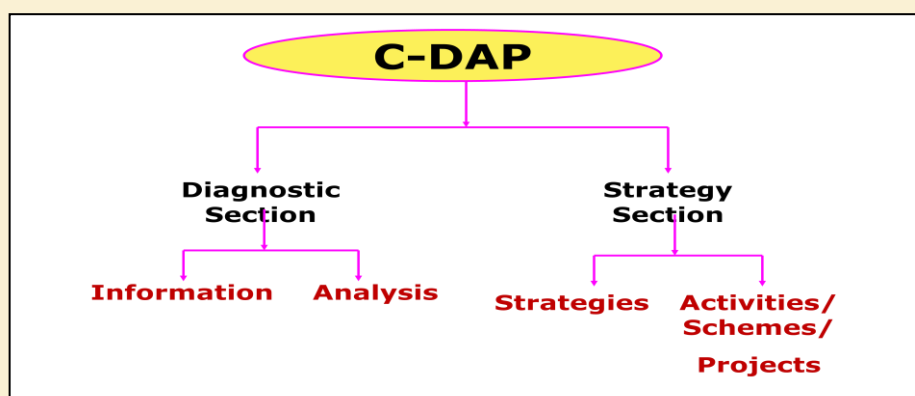 C-DAP
Diagnostic
Section
Strategy
Section
Information
Analysis
Strategies
Activities/
Schemes/
Projects